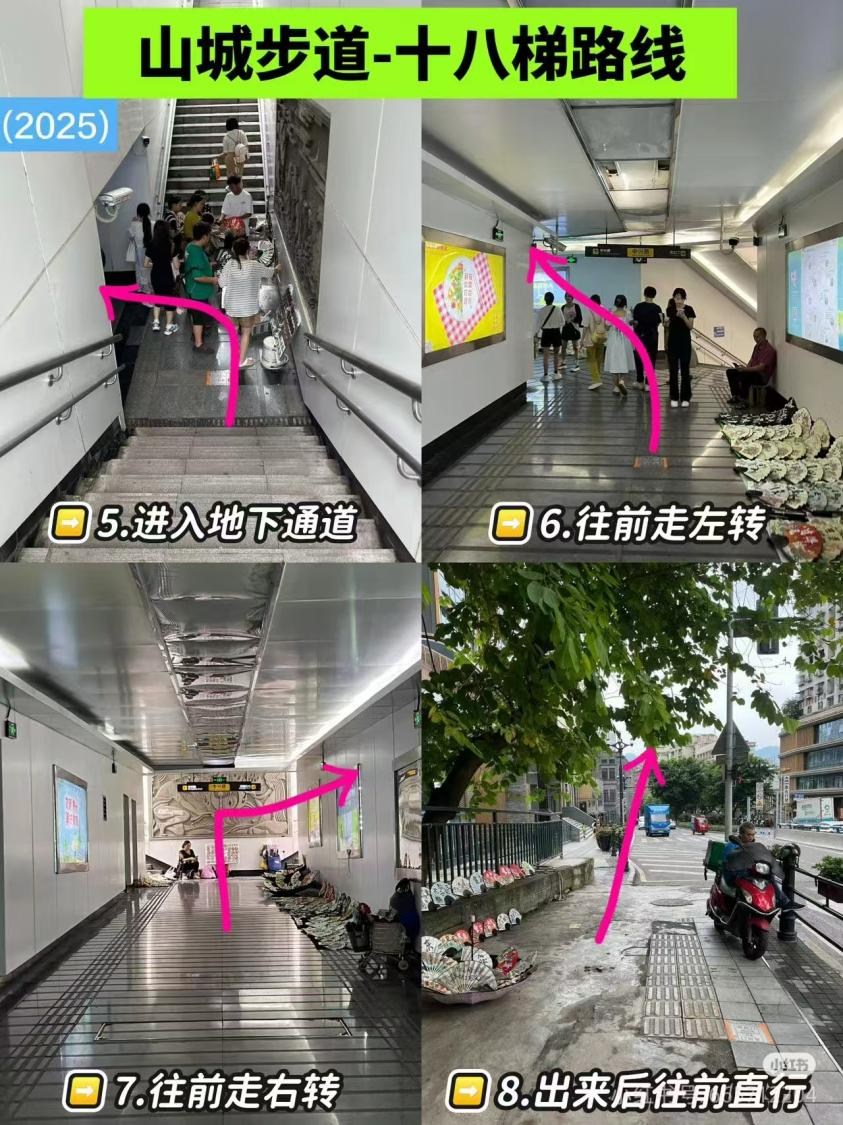 山城步道-十八梯路线
(2025)
5.进入地下通道
6.往前走左转
7.往前走右转
8.出来后往前直行
小红书